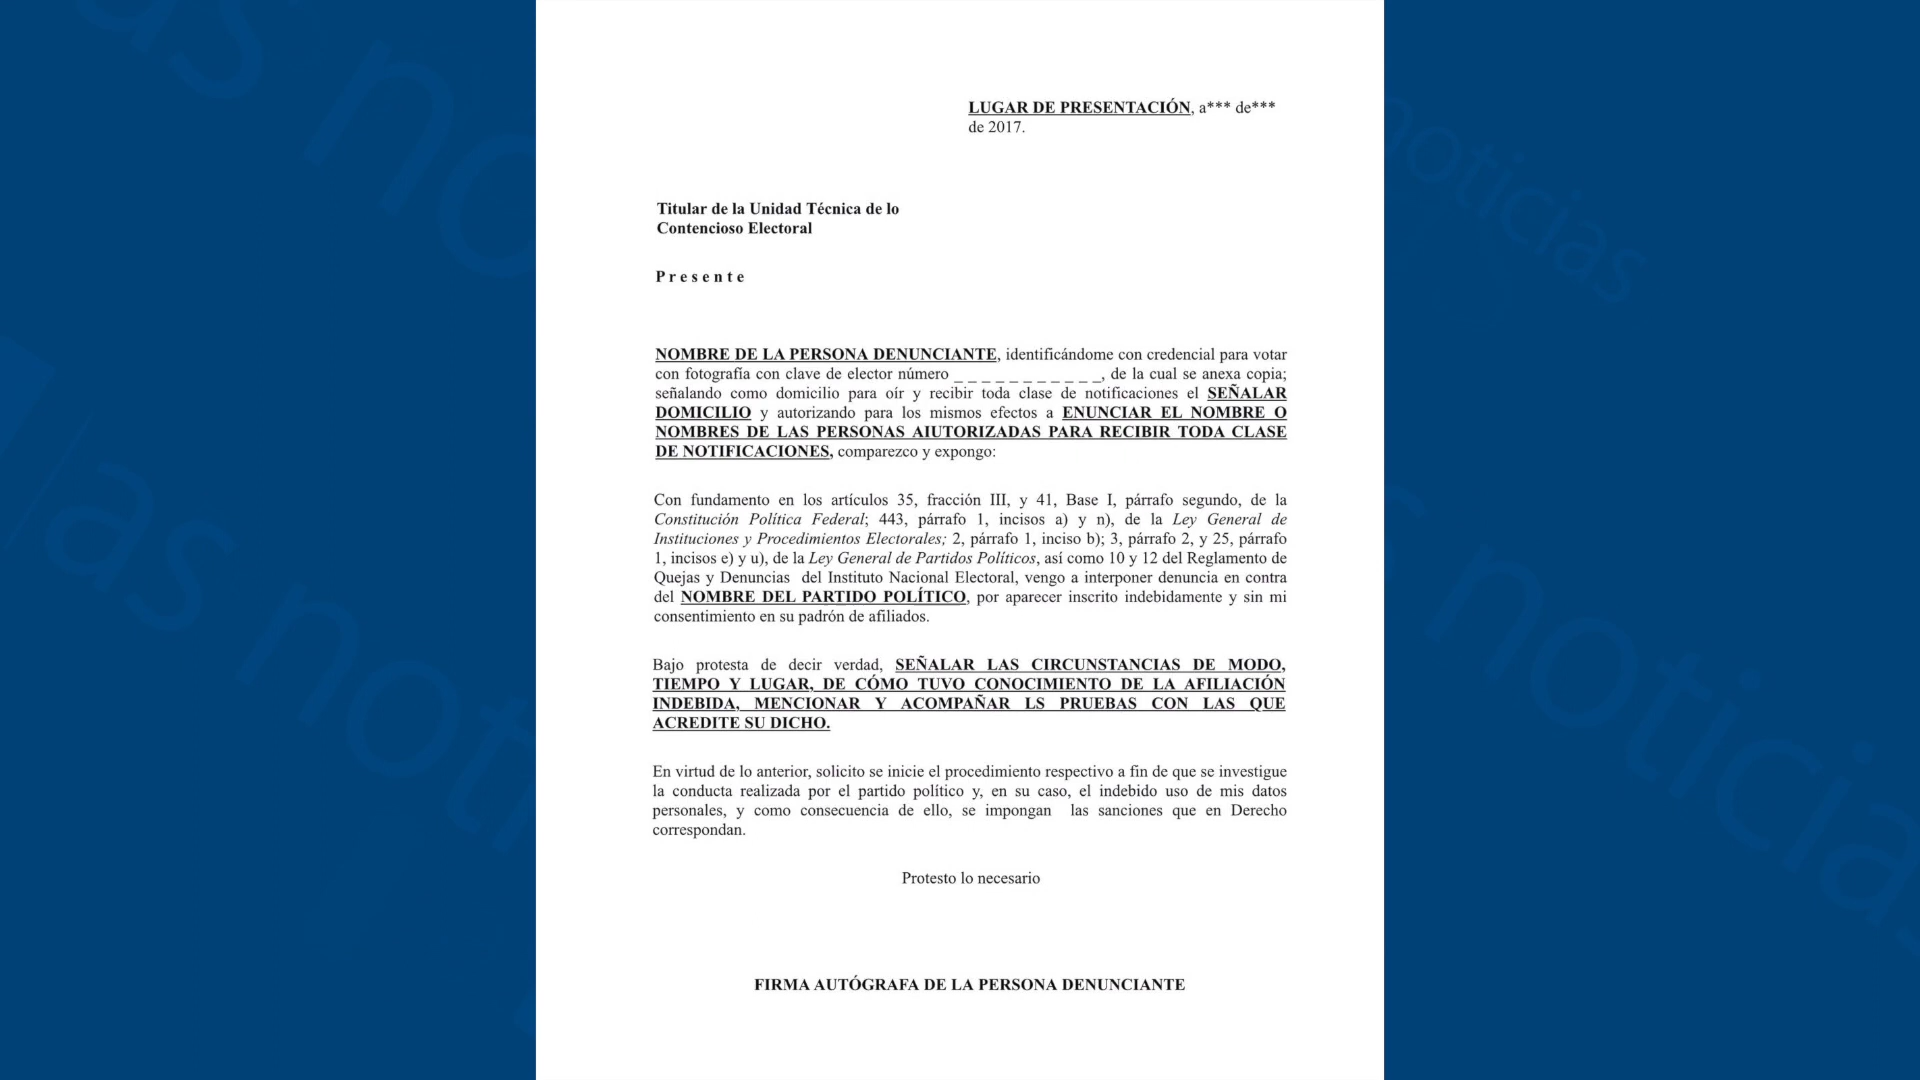 LUGAR DE PRESENTACIÓN, a*** de***
de 2017.
Titular de la Unidad Técnica de lo
Contencioso Electoral
P r e s e n t e
NOMBRE DE LA PERSONA DENUNCIANTE, identificándome con credencial para votar
con fotografía con clave de elector número _ _ _ _ _ _ _ _ _ _ _, de la cual se anexa copia;
señalando como domicilio para oír y recibir toda clase de notificaciones el SEÑALAR
DOMICILIO y autorizando para los mismos efectos a ENUNCIAR EL NOMBRE O
NOMBRES DE LAS PERSONAS AIUTORIZADAS PARA RECIBIR TODA CLASE
DE NOTIFICACIONES, comparezco y expongo:
Con fundamento en los artículos 35, fracción III, y 41, Base I, párrafo segundo, de la
Constitución Política Federal; 443, párrafo 1, incisos a) y n), de la Ley General de
Instituciones y Procedimientos Electorales; 2, párrafo 1, inciso b); 3, párrafo 2, y 25, párrafo
1, incisos e) y u), de la Ley General de Partidos Políticos, así como 10 y 12 del Reglamento de
Quejas y Denuncias del Instituto Nacional Electoral, vengo a interponer denuncia en contra
del NOMBRE DEL PARTIDO POLÍTICO, por aparecer inscrito indebidamente y sin mi
consentimiento en su padrón de afiliados.
Bajo protesta de decir verdad, SEÑALAR LAS CIRCUNSTANCIAS DE MODO,
TIEMPO Y LUGAR, DE CÓMO TUVO CONOCIMIENTO DE LA AFILIACIÓN
INDEBIDA, MENCIONAR Y ACOMPAÑAR LS PRUEBAS CON LAS QUE
ACREDITE SU DICHO.
En virtud de lo anterior, solicito se inicie el procedimiento respectivo a fin de que se investigue
la conducta realizada por el partido político y, en su caso, el indebido uso de mis datos
personales, y como consecuencia de ello, se impongan las sanciones que en Derecho
correspondan.
Protesto lo necesario
FIRMA AUTÓGRAFA DE LA PERSONA DENUNCIANTE
as no
las noti
noticias
s noticias